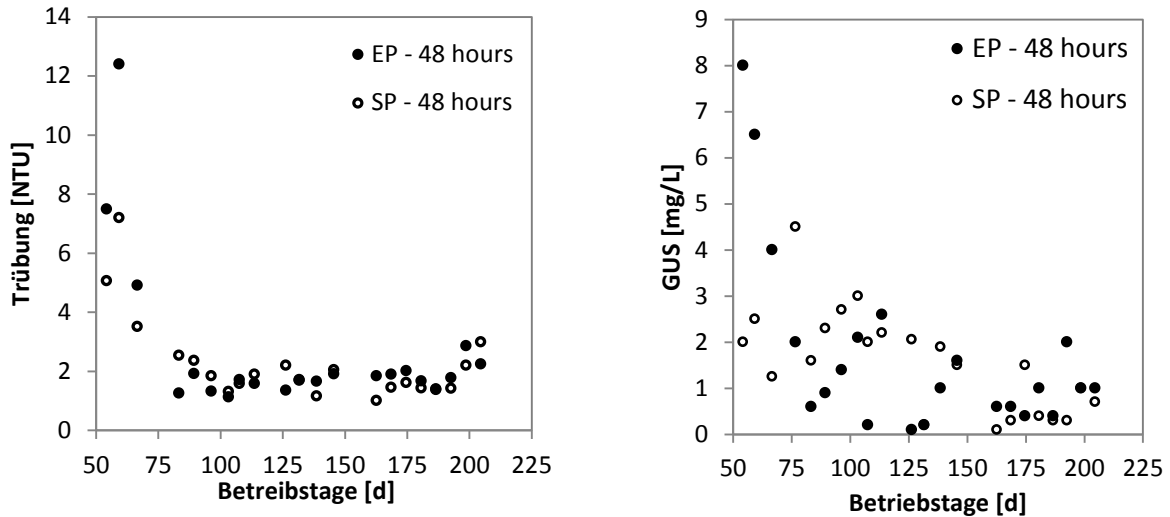 14
12
10
8
6
4
2
0
Trübung [NTU]
EP - 48 hours
SP - 48 hours
50 75 100 125 150 175 200 225
Betreibstage [d]
9
8
7
6
5
4
3
2
1
0
GUS [mg/L]
EP - 48 hours
SP - 48 hours
50 75 100 125 150 175 200 225
Betriebstage [d]